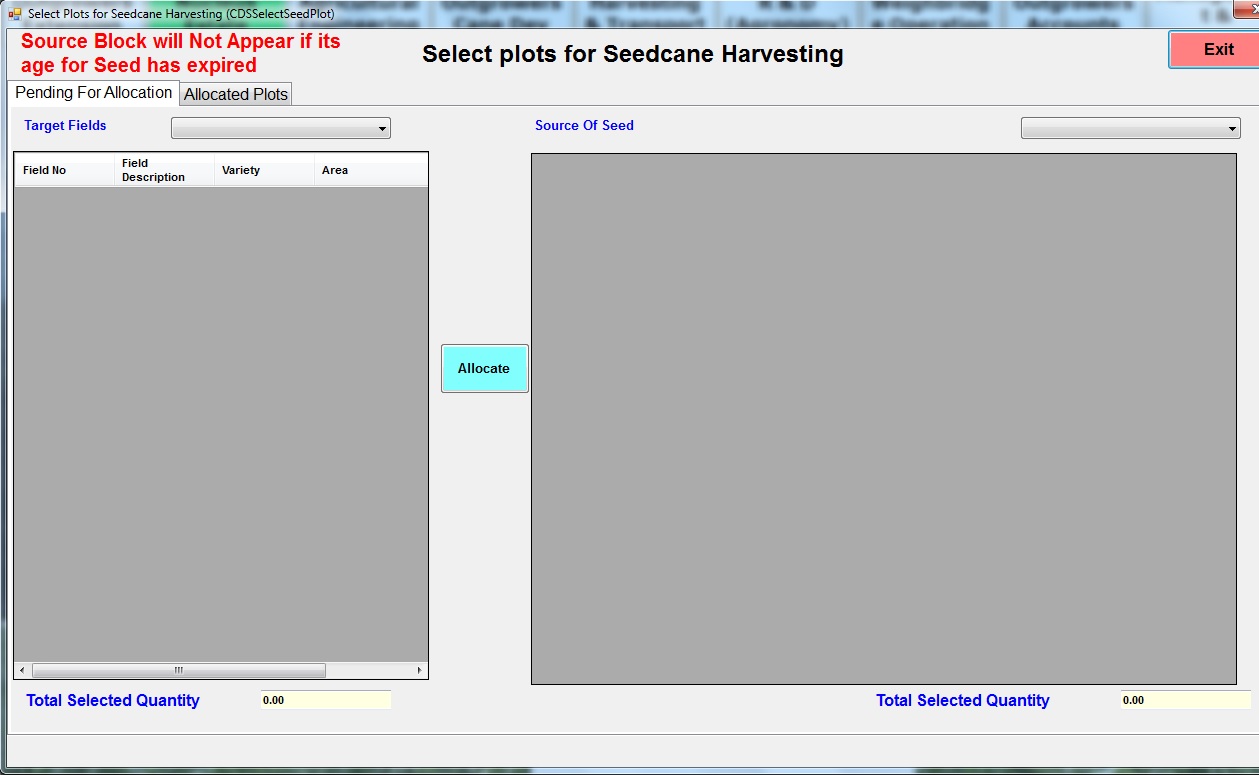 Select Plots for Seedcane Harvesting (CDSSelectSeedPlot)
Source Block will Not Appear if its
age for Seed has expired
Select plots for Seedcane Harvesting
Exit
Pending For Allocation
Allocated Plots
Target Fields
Source Of Seed
Field No
Field
Description
Variety
Area
Allocate
Total Selected Quantity
0.00
Total Selected Quantity
0.00